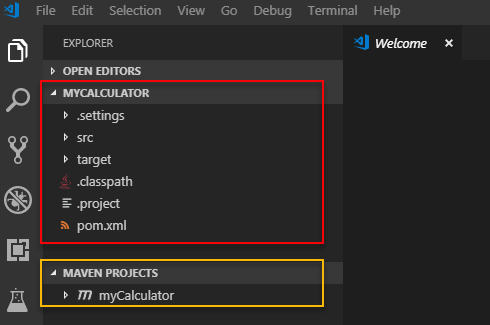 File Edit Selection View Go Debug Terminal Help
EXPLORER
Welcome
OPEN EDITORS
MYCALCULATOR
.settings
src
target
.classpath
.project
pom.xml
MAVEN PROJECTS
myCalculator